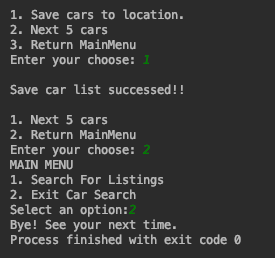 1. Save cars to location.
2. Next 5 cars
3. Return MainMenu
Enter your choose: 1
Save car list successed!!
1. Next 5 cars
2. Return MainMenu
Enter your choose: 2
MAIN MENU
1. Search For Listings
2. Exit Car Search
Select an option:2
Bye! See your next time.
Process finished with exit code 0